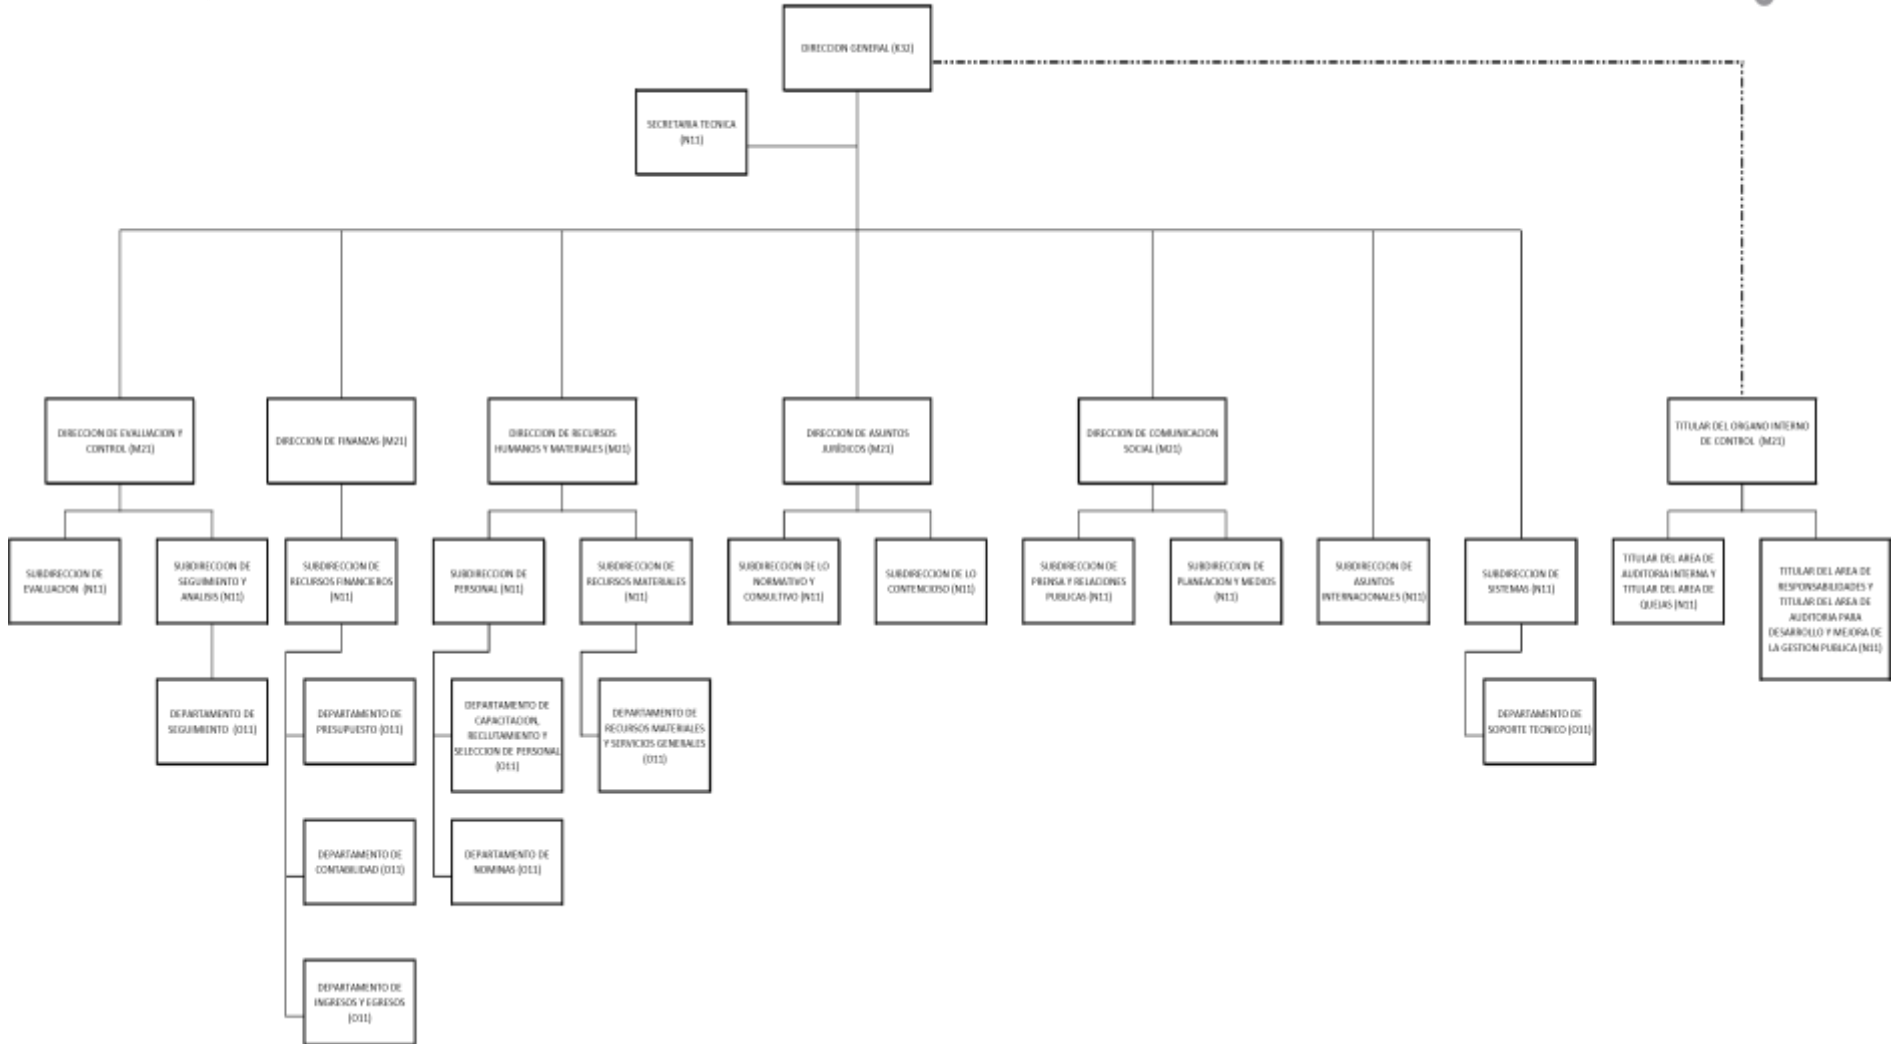 DIRECCION GENERAL (K32)
SECRETARIA TECNICA
(N11)
DIRECCION DE EVALUACION Y
CONTROL (M21)
DIRECCION DE FINANZAS (M21)
DIRECCION DE RECURSOS
HUMANOS Y MATERIALES (M21)
DIRECCION DE ASUNTOS
JURÍDICOS (M21)
DIRECCION DE COMUNICACION
SOCIAL (M21)
TITULAR DEL ORGANO INTERNO
DE CONTROL (M21)
SUBDIRECCION DE
EVALUACION (N11)
SUBDIRECCION DE
SEGUIMIENTO Y
ANALISIS (N11)
SUBDIRECCION DE
RECURSOS FINANCIEROS
(N11)
SUBDIRECCION DE
PERSONAL (N11)
SUBDIRECCION DE
RECURSOS MATERIALES
(N11)
SUBDIRECCION DE LO
NORMATIVO Y
CONSULTIVO (N11)
SUBDIRECCION DE LO
CONTENCIOSO (N11)
SUBDIRECCION DE
PRENSA Y RELACIONES
PUBLICAS (N11)
SUBDIRECCION DE
PLANEACION Y MEDIOS
(N11)
SUBDIRECCION DE
ASUNTOS
INTERNACIONALES (N11)
SUBDIRECCION DE
SISTEMAS (N11)
TITULAR DEL AREA DE
AUDITORIA INTERNA Y
TITULAR DEL AREA DE
QUEJAS (N11)
TITULAR DEL AREA DE
RESPONSABILIDADES Y
TITULAR DEL AREA DE
AUDITORIA PARA
DESARROLLO Y MEJORA DE
LA GESTION PUBLICA (N11)
DEPARTAMENTO DE
SEGUIMIENTO (O11)
DEPARTAMENTO DE
PRESUPUESTO (O11)
DEPARTAMENTO DE
CAPACITACION,
RECLUTAMIENTO Y
SELECCION DE PERSONAL
(O11)
DEPARTAMENTO DE
RECURSOS MATERIALES
Y SERVICIOS GENERALES
(O11)
DEPARTAMENTO DE
SOPORTE TECNICO (O11)
DEPARTAMENTO DE
CONTABILIDAD (O11)
DEPARTAMENTO DE
NOMINAS (O11)
DEPARTAMENTO DE
INGRESOS Y EGRESOS
(O11)